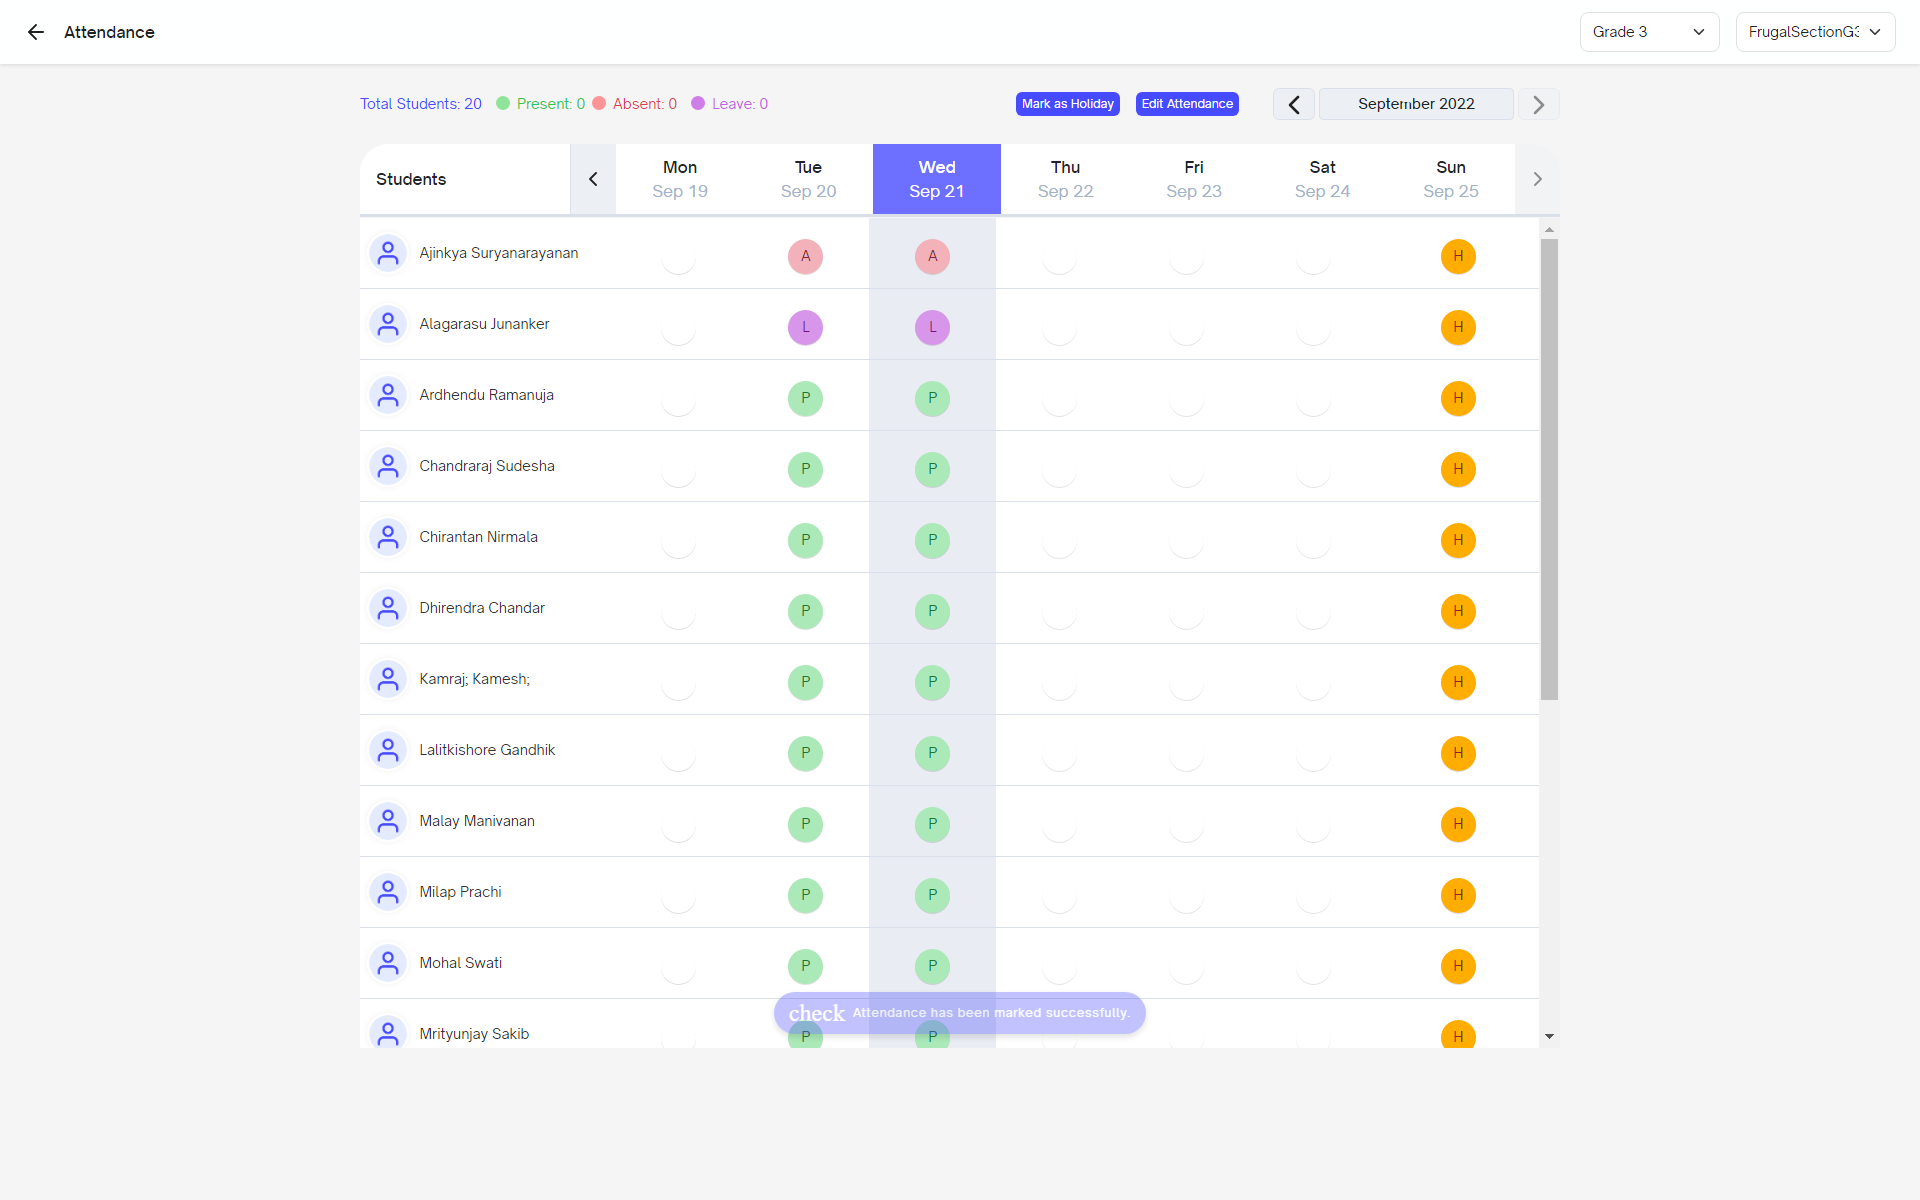 Attendance
Grade 3
FrugalSectionG3
Total Students: 20 Present: 0 Absent: 0 Leave: 0
Mark as Holiday
Edit Attendance
September 2022
Students
Mon Tue Wed Thu Fri Sat Sun
Sep 19 Sep 20 Sep 21 Sep 22 Sep 23 Sep 24 Sep 25
Ajinkya Suryanarayanan A A H
Alagarasu Junanker L L H
Ardhendu Ramanuja P P H
Chandraraj Sudesha P P H
Chirantan Nirmala P P H
Dhirendra Chandar P P H
Kamraj; Kamesh; P P H
Lalitkishore Gandhik P P H
Malay Manivanan P P H
Milap Prachi P P H
Mohal Swati P P H
check Attendance has been marked successfully.
Mrityunjay Sakib P P H